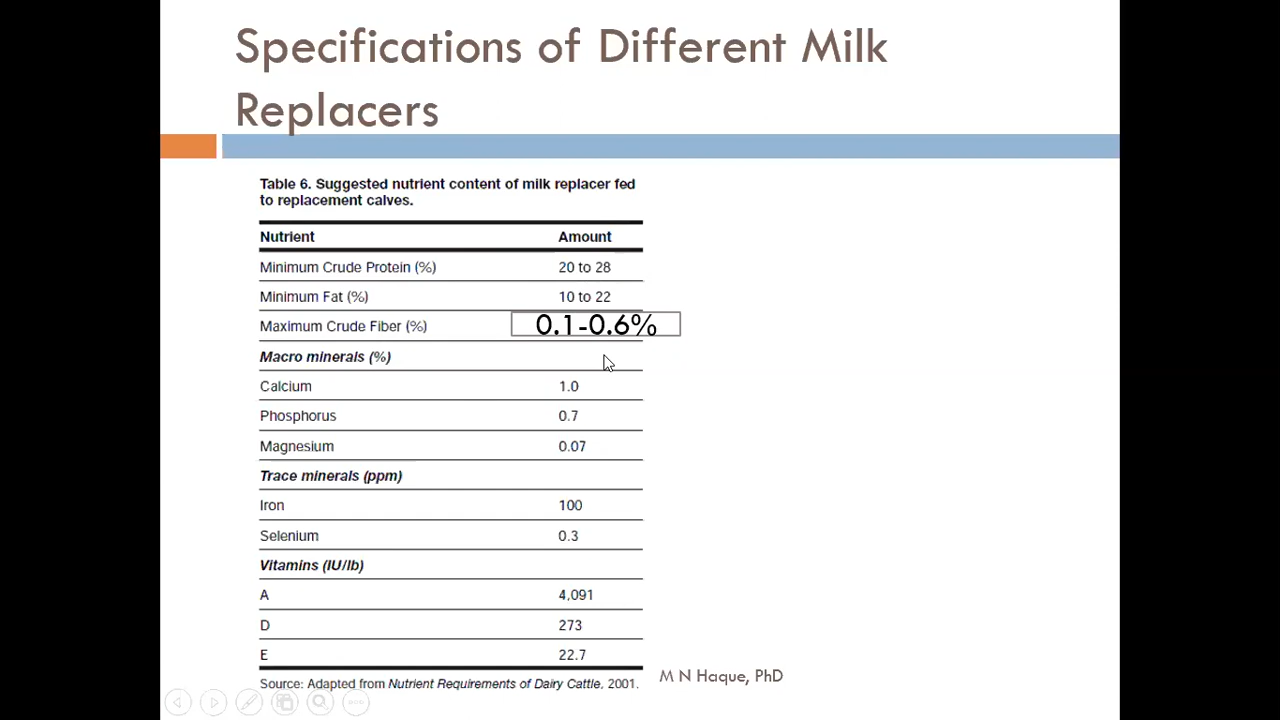 Specifications of Different Milk
Replacers
Table 6. Suggested nutrient content of milk replacer fed
to replacement calves.
Nutrient Amount
Minimum Crude Protein (%) 20 to 28
Minimum Fat (%) 10 to 22
Maximum Crude Fiber (%) 0.1-0.6%
Macro minerals (%)
Calcium 1.0
Phosphorus 0.7
Magnesium 0.07
Trace minerals (ppm)
Iron 100
Selenium 0.3
Vitamins (IU/lb)
A 4,091
D 273
E 22.7
Source: Adapted from Nutrient Requirements of Dairy Cattle, 2001.
M N Haque, PhD